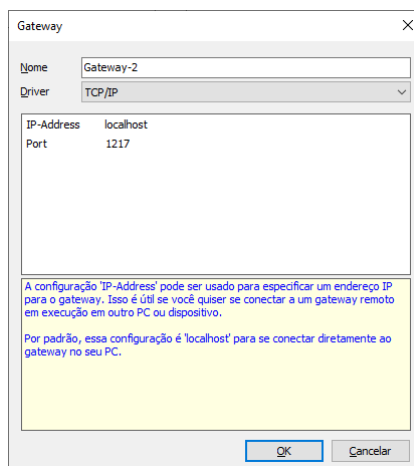 Gateway
Nome Gateway-2
Driver TCP/IP
IP-Address localhost
Port 1217
A configuração 'IP-Address' pode ser usado para especificar um endereço IP
para o gateway. Isso é útil se você quiser se conectar a um gateway remoto
em execução em outro PC ou dispositivo.
Por padrão, essa configuração é 'localhost' para se conectar diretamente ao
gateway no seu PC.
OK Cancelar